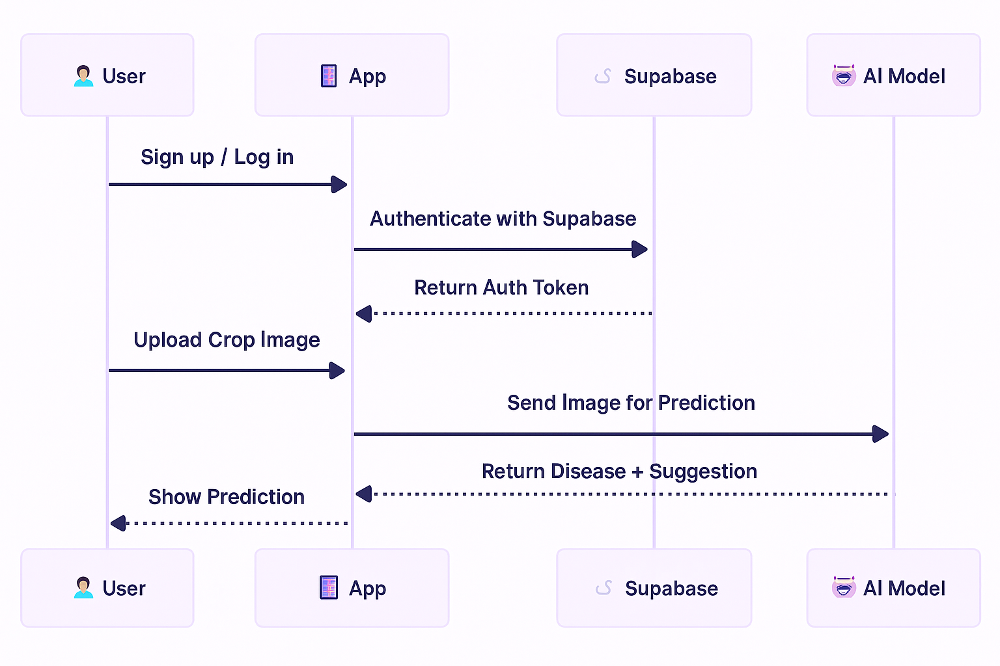 User
App
Supabase
AI Model
Sign up / Log in
Authenticate with Supabase
Return Auth Token
Upload Crop Image
Send Image for Prediction
Return Disease + Suggestion
Show Prediction
User
App
Supabase
AI Model